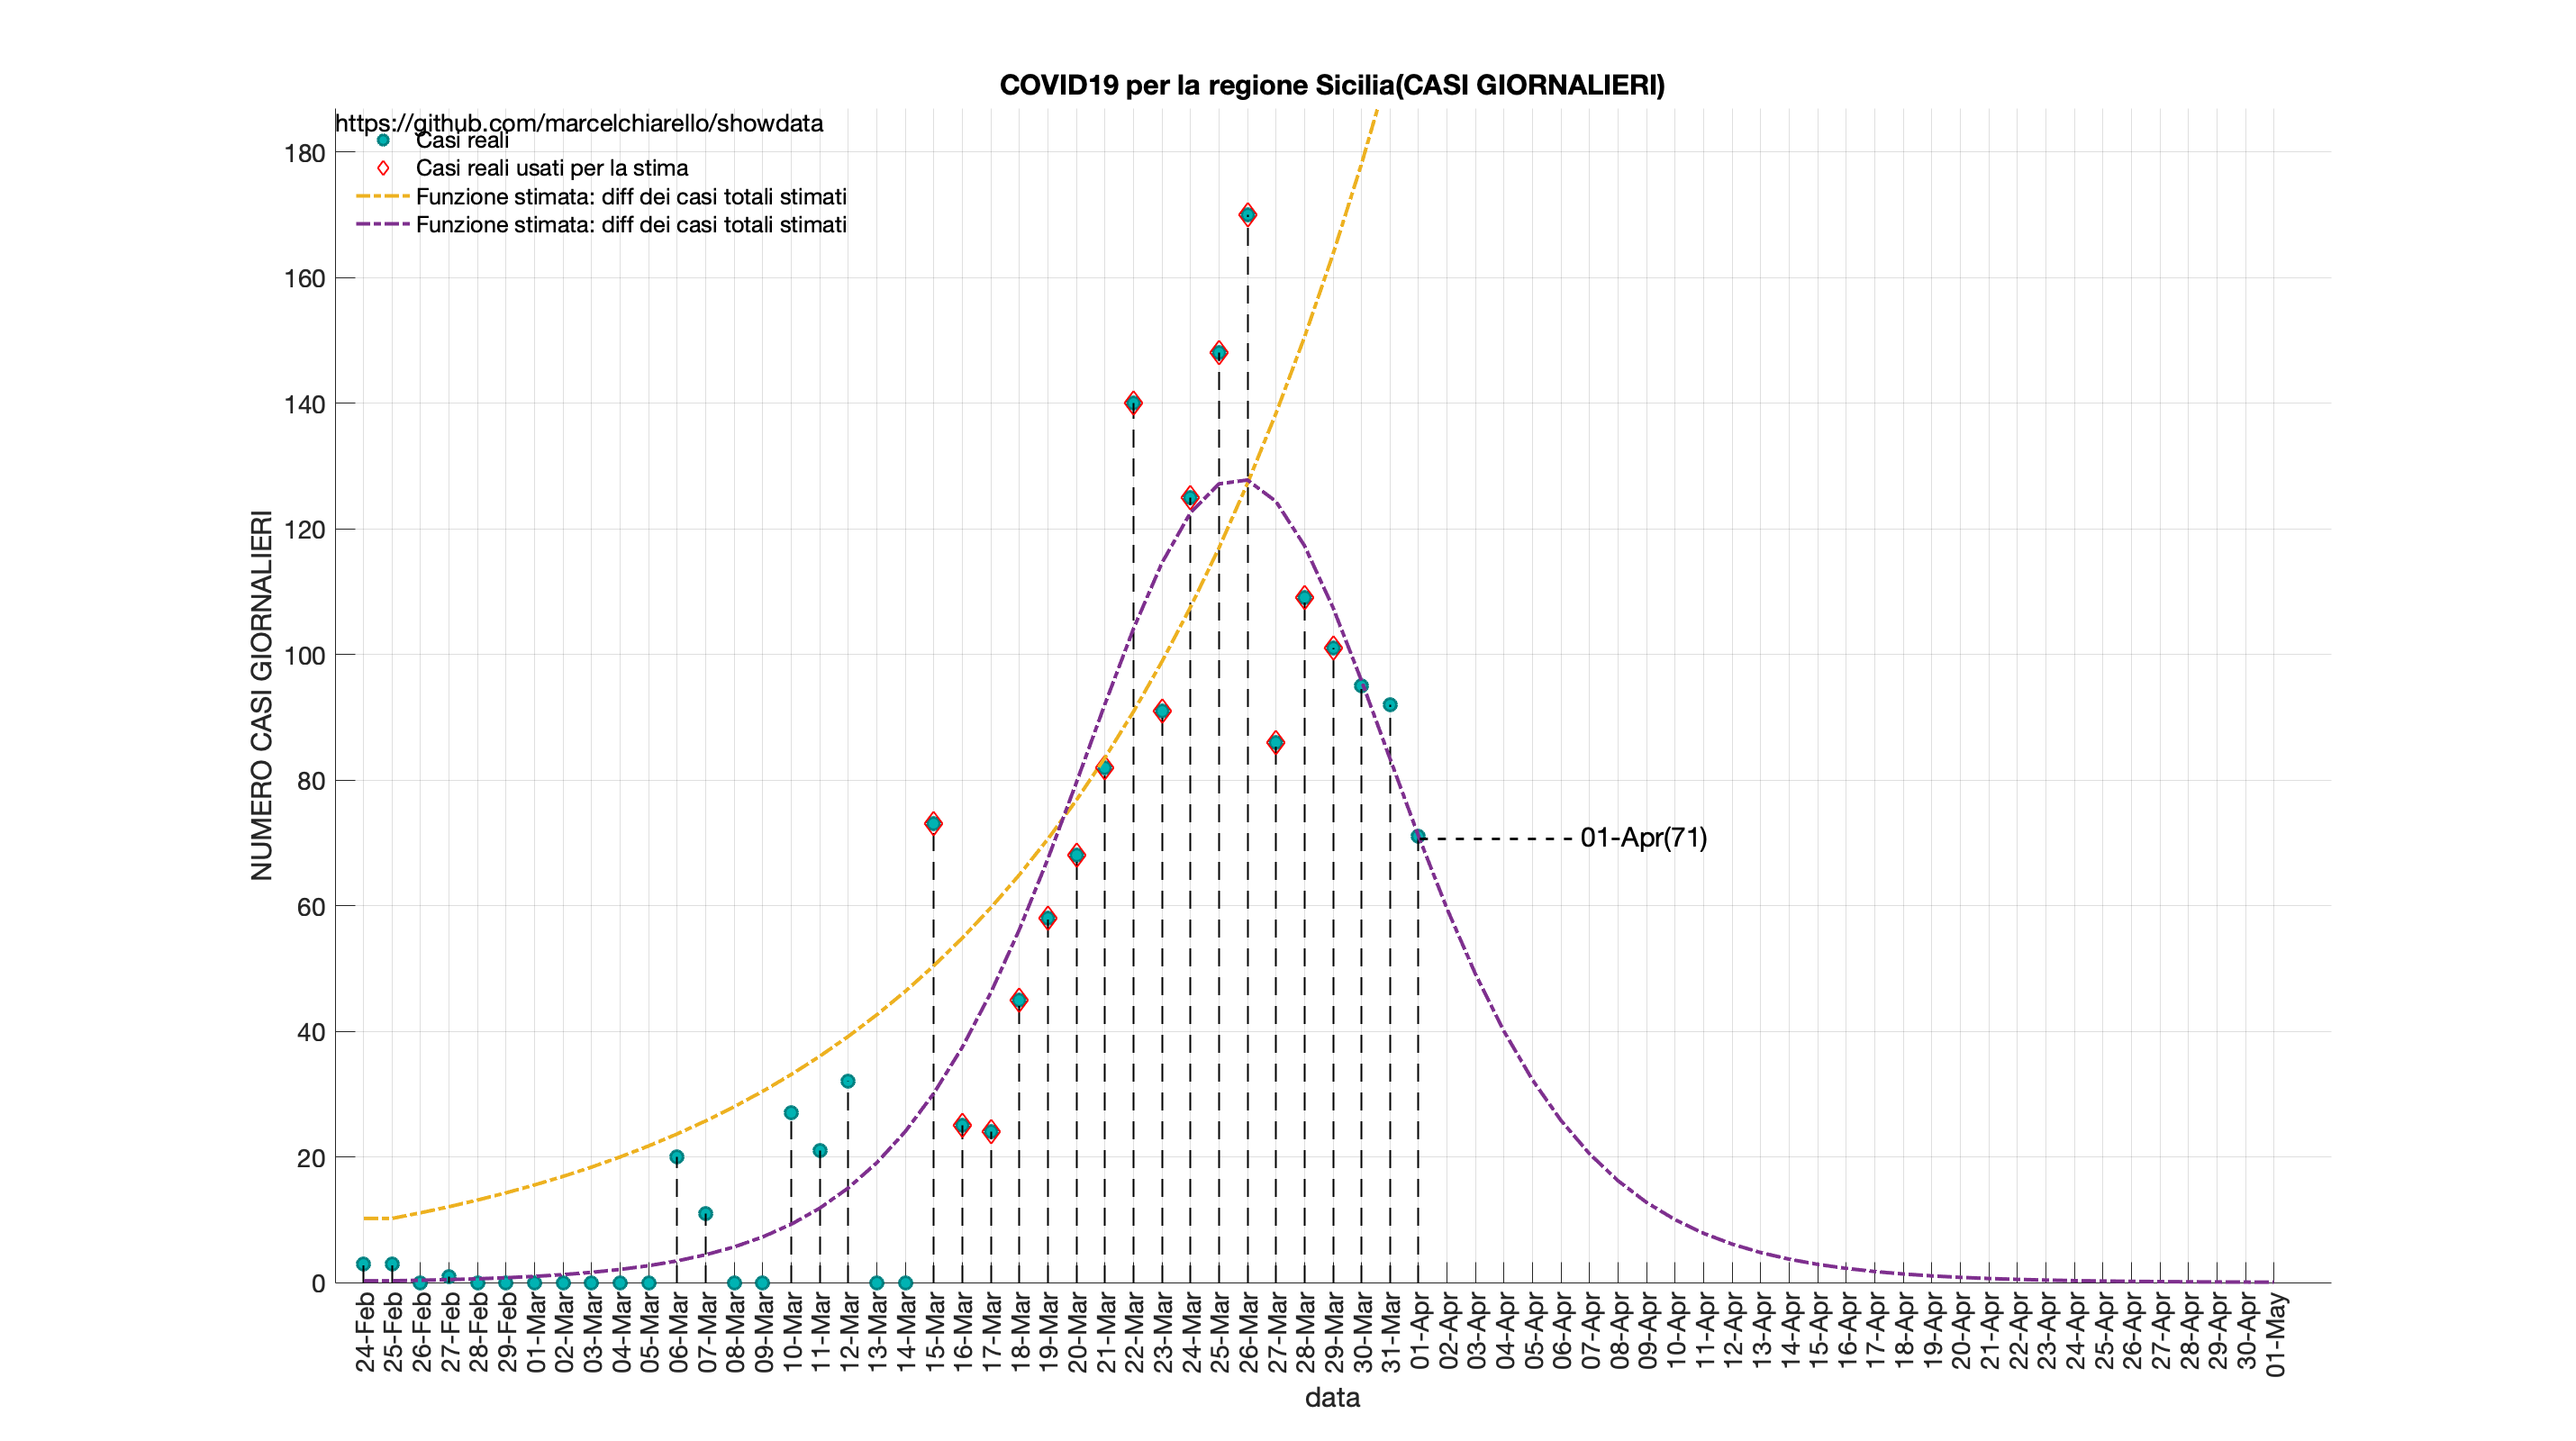 COVID19 per la regione Sicilia(CASI GIORNALIERI)
https://github.com/marcelchiarello/showdata
Casi reali
Casi reali usati per la stima
Funzione stimata: diff dei casi totali stimati
Funzione stimata: diff dei casi totali stimati
NUMERO CASI GIORNALIERI
180
160
140
120
100
80
60
40
20
0
01-Apr(71)
24-Feb
25-Feb
26-Feb
27-Feb
28-Feb
29-Feb
01-Mar
02-Mar
03-Mar
04-Mar
05-Mar
06-Mar
07-Mar
08-Mar
09-Mar
10-Mar
11-Mar
12-Mar
13-Mar
14-Mar
15-Mar
16-Mar
17-Mar
18-Mar
19-Mar
20-Mar
21-Mar
22-Mar
23-Mar
24-Mar
25-Mar
26-Mar
27-Mar
28-Mar
29-Mar
30-Mar
31-Mar
01-Apr
02-Apr
03-Apr
04-Apr
05-Apr
06-Apr
07-Apr
08-Apr
09-Apr
10-Apr
11-Apr
12-Apr
13-Apr
14-Apr
15-Apr
16-Apr
17-Apr
18-Apr
19-Apr
20-Apr
21-Apr
22-Apr
23-Apr
24-Apr
25-Apr
26-Apr
27-Apr
28-Apr
29-Apr
30-Apr
01-May
data